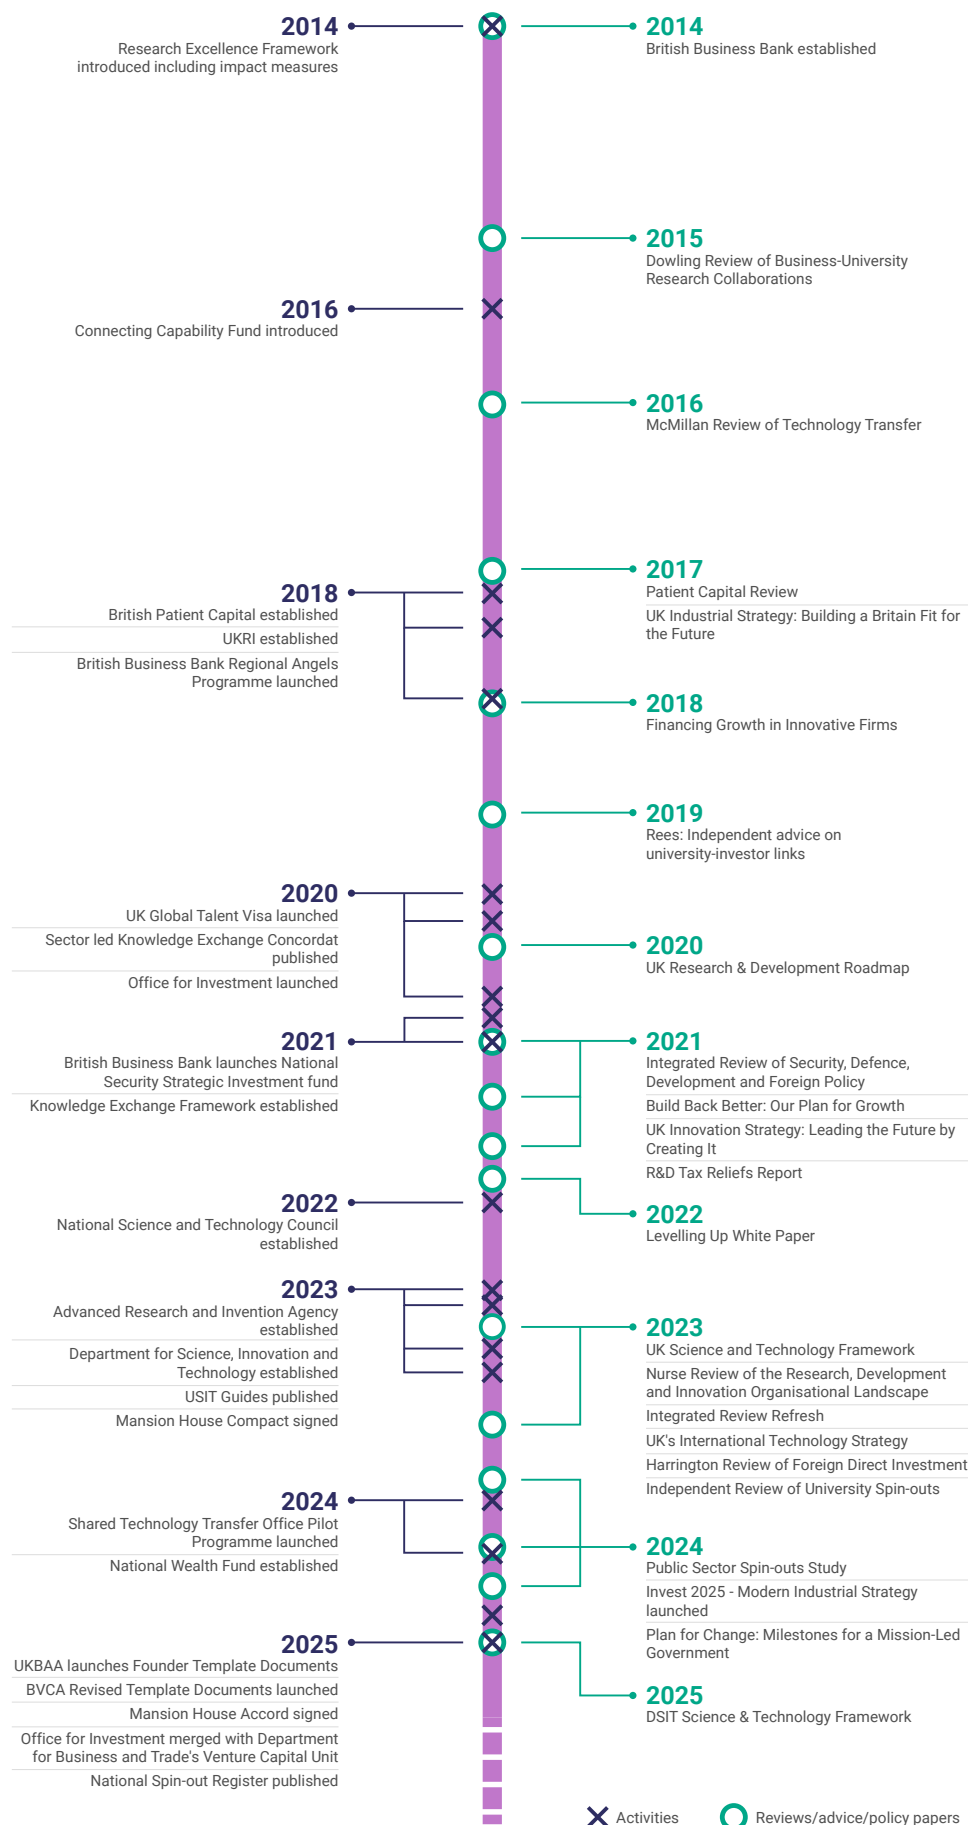 2014
Research Excellence Framework
introduced including impact measures
2014
British Business Bank established
2015
Dowling Review of Business-University
Research Collaborations
2016
Connecting Capability Fund introduced
2016
McMillan Review of Technology Transfer
2017
Patient Capital Review
UK Industrial Strategy: Building a Britain Fit for
the Future
2018
British Patient Capital established
UKRI established
British Business Bank Regional Angels
Programme launched
2018
Financing Growth in Innovative Firms
2019
Rees: Independent advice on
university-investor links
2020
UK Global Talent Visa launched
Sector led Knowledge Exchange Concordat
published
Office for Investment launched
2020
UK Research & Development Roadmap
2021
British Business Bank launches National
Security Strategic Investment fund
Knowledge Exchange Framework established
2021
Integrated Review of Security, Defence,
Development and Foreign Policy
Build Back Better: Our Plan for Growth
UK Innovation Strategy: Leading the Future by
Creating It
R&D Tax Reliefs Report
2022
National Science and Technology Council
established
2022
Levelling Up White Paper
2023
Advanced Research and Invention Agency
established
Department for Science, Innovation and
Technology established
USIT Guides published
Mansion House Compact signed
2023
UK Science and Technology Framework
Nurse Review of the Research, Development
and Innovation Organisational Landscape
Integrated Review Refresh
UK's International Technology Strategy
Harrington Review of Foreign Direct Investment
Independent Review of University Spin-outs
2024
Shared Technology Transfer Office Pilot
Programme launched
National Wealth Fund established
2024
Public Sector Spin-outs Study
Invest 2025 - Modern Industrial Strategy
launched
Plan for Change: Milestones for a Mission-Led
Government
2025
UKBAA launches Founder Template Documents
BVCA Revised Template Documents launched
Mansion House Accord signed
Office for Investment merged with Department
for Business and Trade's Venture Capital Unit
National Spin-out Register published
2025
DSIT Science & Technology Framework
Activities
Reviews/advice/policy papers